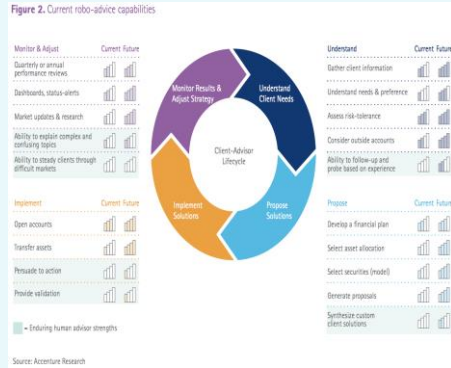 Figure 2. Current robo-advice capabilities
Monitor & Adjust Current Future
Quarterly or annual
performance reviews
Dashboards, status-alerts
Market updates & research
Ability to explain complex and
confusing topics
Ability to steady clients through
difficult markets
Implement Current Future
Open accounts
Transfer assets
Persuade to action
Provide validation
= Enduring human advisor strengths
Monitor Results &
Adjust Strategy
Understand
Client Needs
Client-Advisor
Lifecycle
Implement
Solutions
Propose
Solutions
Understand Current Future
Gather client information
Understand needs & preference
Assess risk-tolerance
Consider outside accounts
Ability to follow-up and
probe based on experience
Propose Current Future
Develop a financial plan
Select asset allocation
Select securities (model)
Generate proposals
Synthesize custom
client solutions
Source: Accenture Research